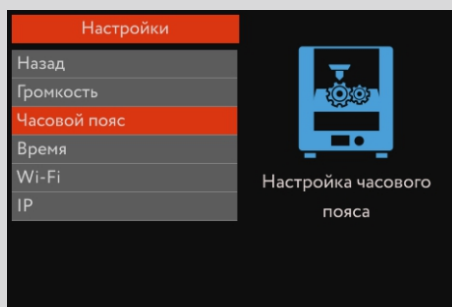 Настройки
Назад
Громкость
Часовой пояс
Время
Wi-Fi
IP
Настройка часового
пояса